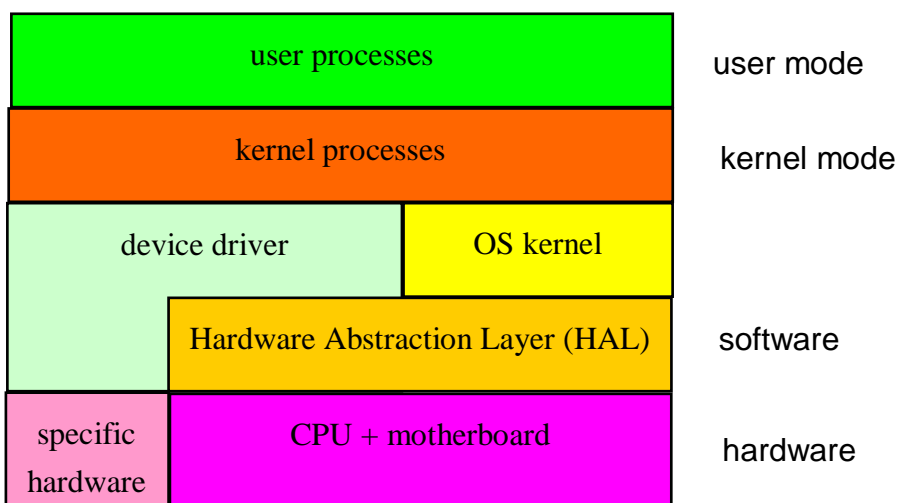 user processes
user mode
kernel processes
kernel mode
device driver
OS kernel
Hardware Abstraction Layer (HAL)
software
specific
hardware
CPU + motherboard
hardware